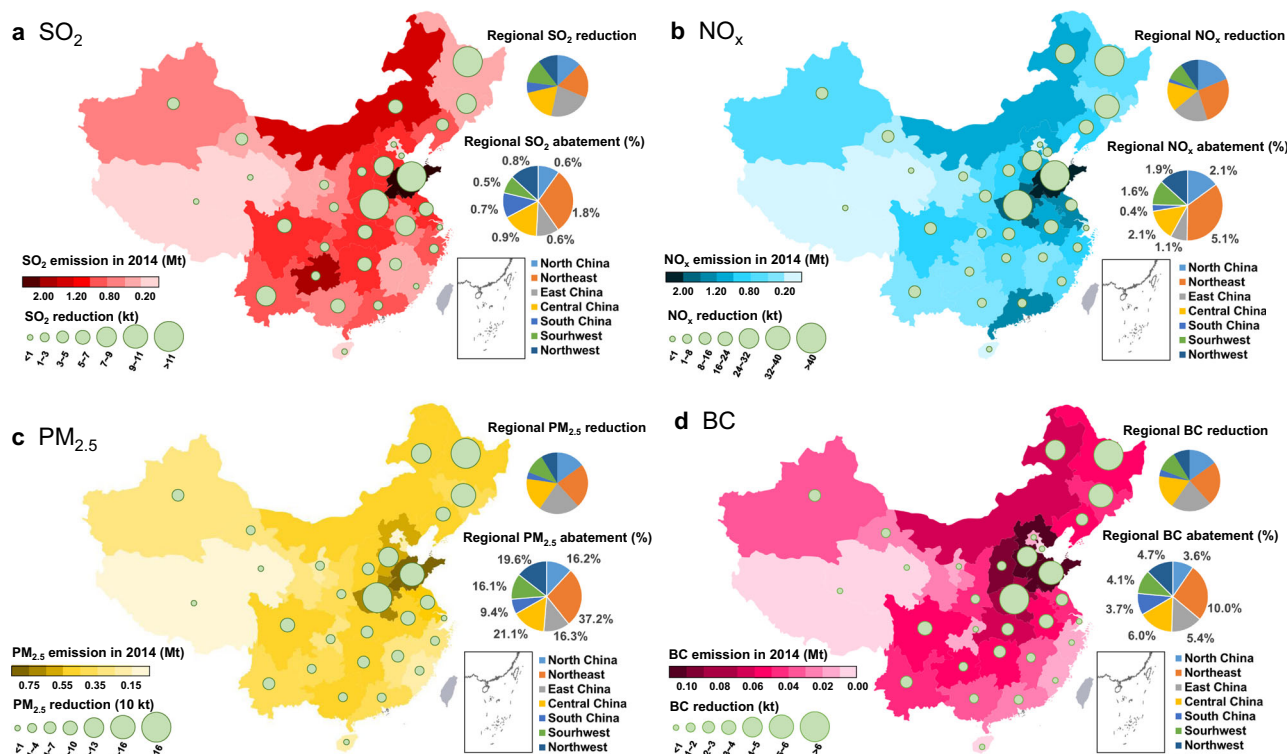 a SO2
Regional SO2 reduction
Regional SO2 abatement (%)
0.8%
0.6%
0.5%
0.7%
1.8%
0.9%
0.6%
SO2 emission in 2014 (Mt)
2.00
1.20
0.80
0.20
SO2 reduction (kt)
<1
1~3
3~5
5~7
7~9
9~11
>11
North China
Northeast
East China
Central China
South China
Sourhwest
Northwest
b NOx
Regional NOx reduction
Regional NOx abatement (%)
1.9%
2.1%
1.6%
0.4%
2.1%
5.1%
1.1%
NOx emission in 2014 (Mt)
2.00
1.20
0.80
0.20
NOx reduction (kt)
<1
1~8
8~16
16~24
24~32
32~40
>40
North China
Northeast
East China
Central China
South China
Sourhwest
Northwest
c PM2.5
Regional PM2.5 reduction
Regional PM2.5 abatement (%)
19.6%
16.2%
16.1%
9.4%
37.2%
21.1%
16.3%
PM2.5 emission in 2014 (Mt)
0.75
0.55
0.35
0.15
PM2.5 reduction (10 kt)
<1
North China
Northeast
East China
Central China
South China
Sourhwest
Northwest
d BC
Regional BC reduction
Regional BC abatement (%)
4.7%
3.6%
4.1%
3.7%
10.0%
6.0%
5.4%
BC emission in 2014 (Mt)
0.10
0.08
0.06
0.04
0.02
0.00
BC reduction (kt)
<1
North China
Northeast
East China
Central China
South China
Sourhwest
Northwest